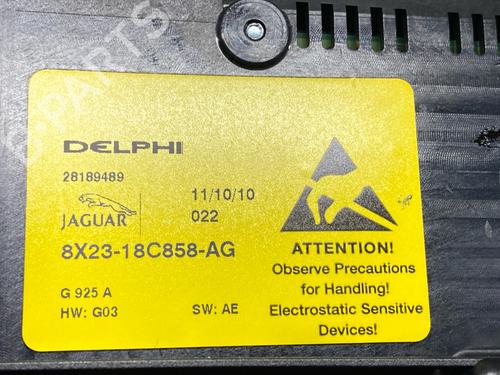 B-PARTS
DELPHI
28189489
11/10/10
JAGUAR
022
8X23-18C858-AG
G 925 A
HW: G03
SW: AE
ATTENTION!
Observe Precautions
for Handling!
Electrostatic Sensitive
Devices!